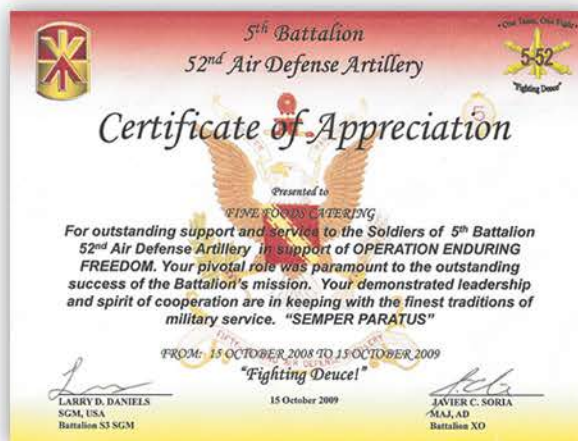 5th Battalion
52nd Air Defense Artillery
• One Team, One Fight •
5-52
"Fighting Deuce"
5
Certificate of Appreciation
Presented to
FINE FOODS CATERING
For outstanding support and service to the Soldiers of 5th Battalion
52nd Air Defense Artillery in support of OPERATION ENDURING
FREEDOM. Your pivotal role was paramount to the outstanding
success of the Battalion's mission. Your demonstrated leadership
and spirit of cooperation are in keeping with the finest traditions of
military service. "SEMPER PARATUS"
FROM: 15 OCTOBER 2008 TO 15 OCTOBER 2009
"Fighting Deuce!"
15 October 2009
LARRY D. DANIELS
SGM, USA
Battalion S3 SGM
JAVIER C. SORIA
MAJ, AD
Battalion XO